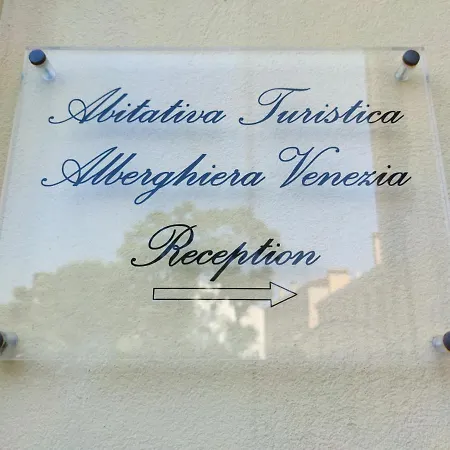 Abitativa Turistica
Alberghiera Venezia
Reception